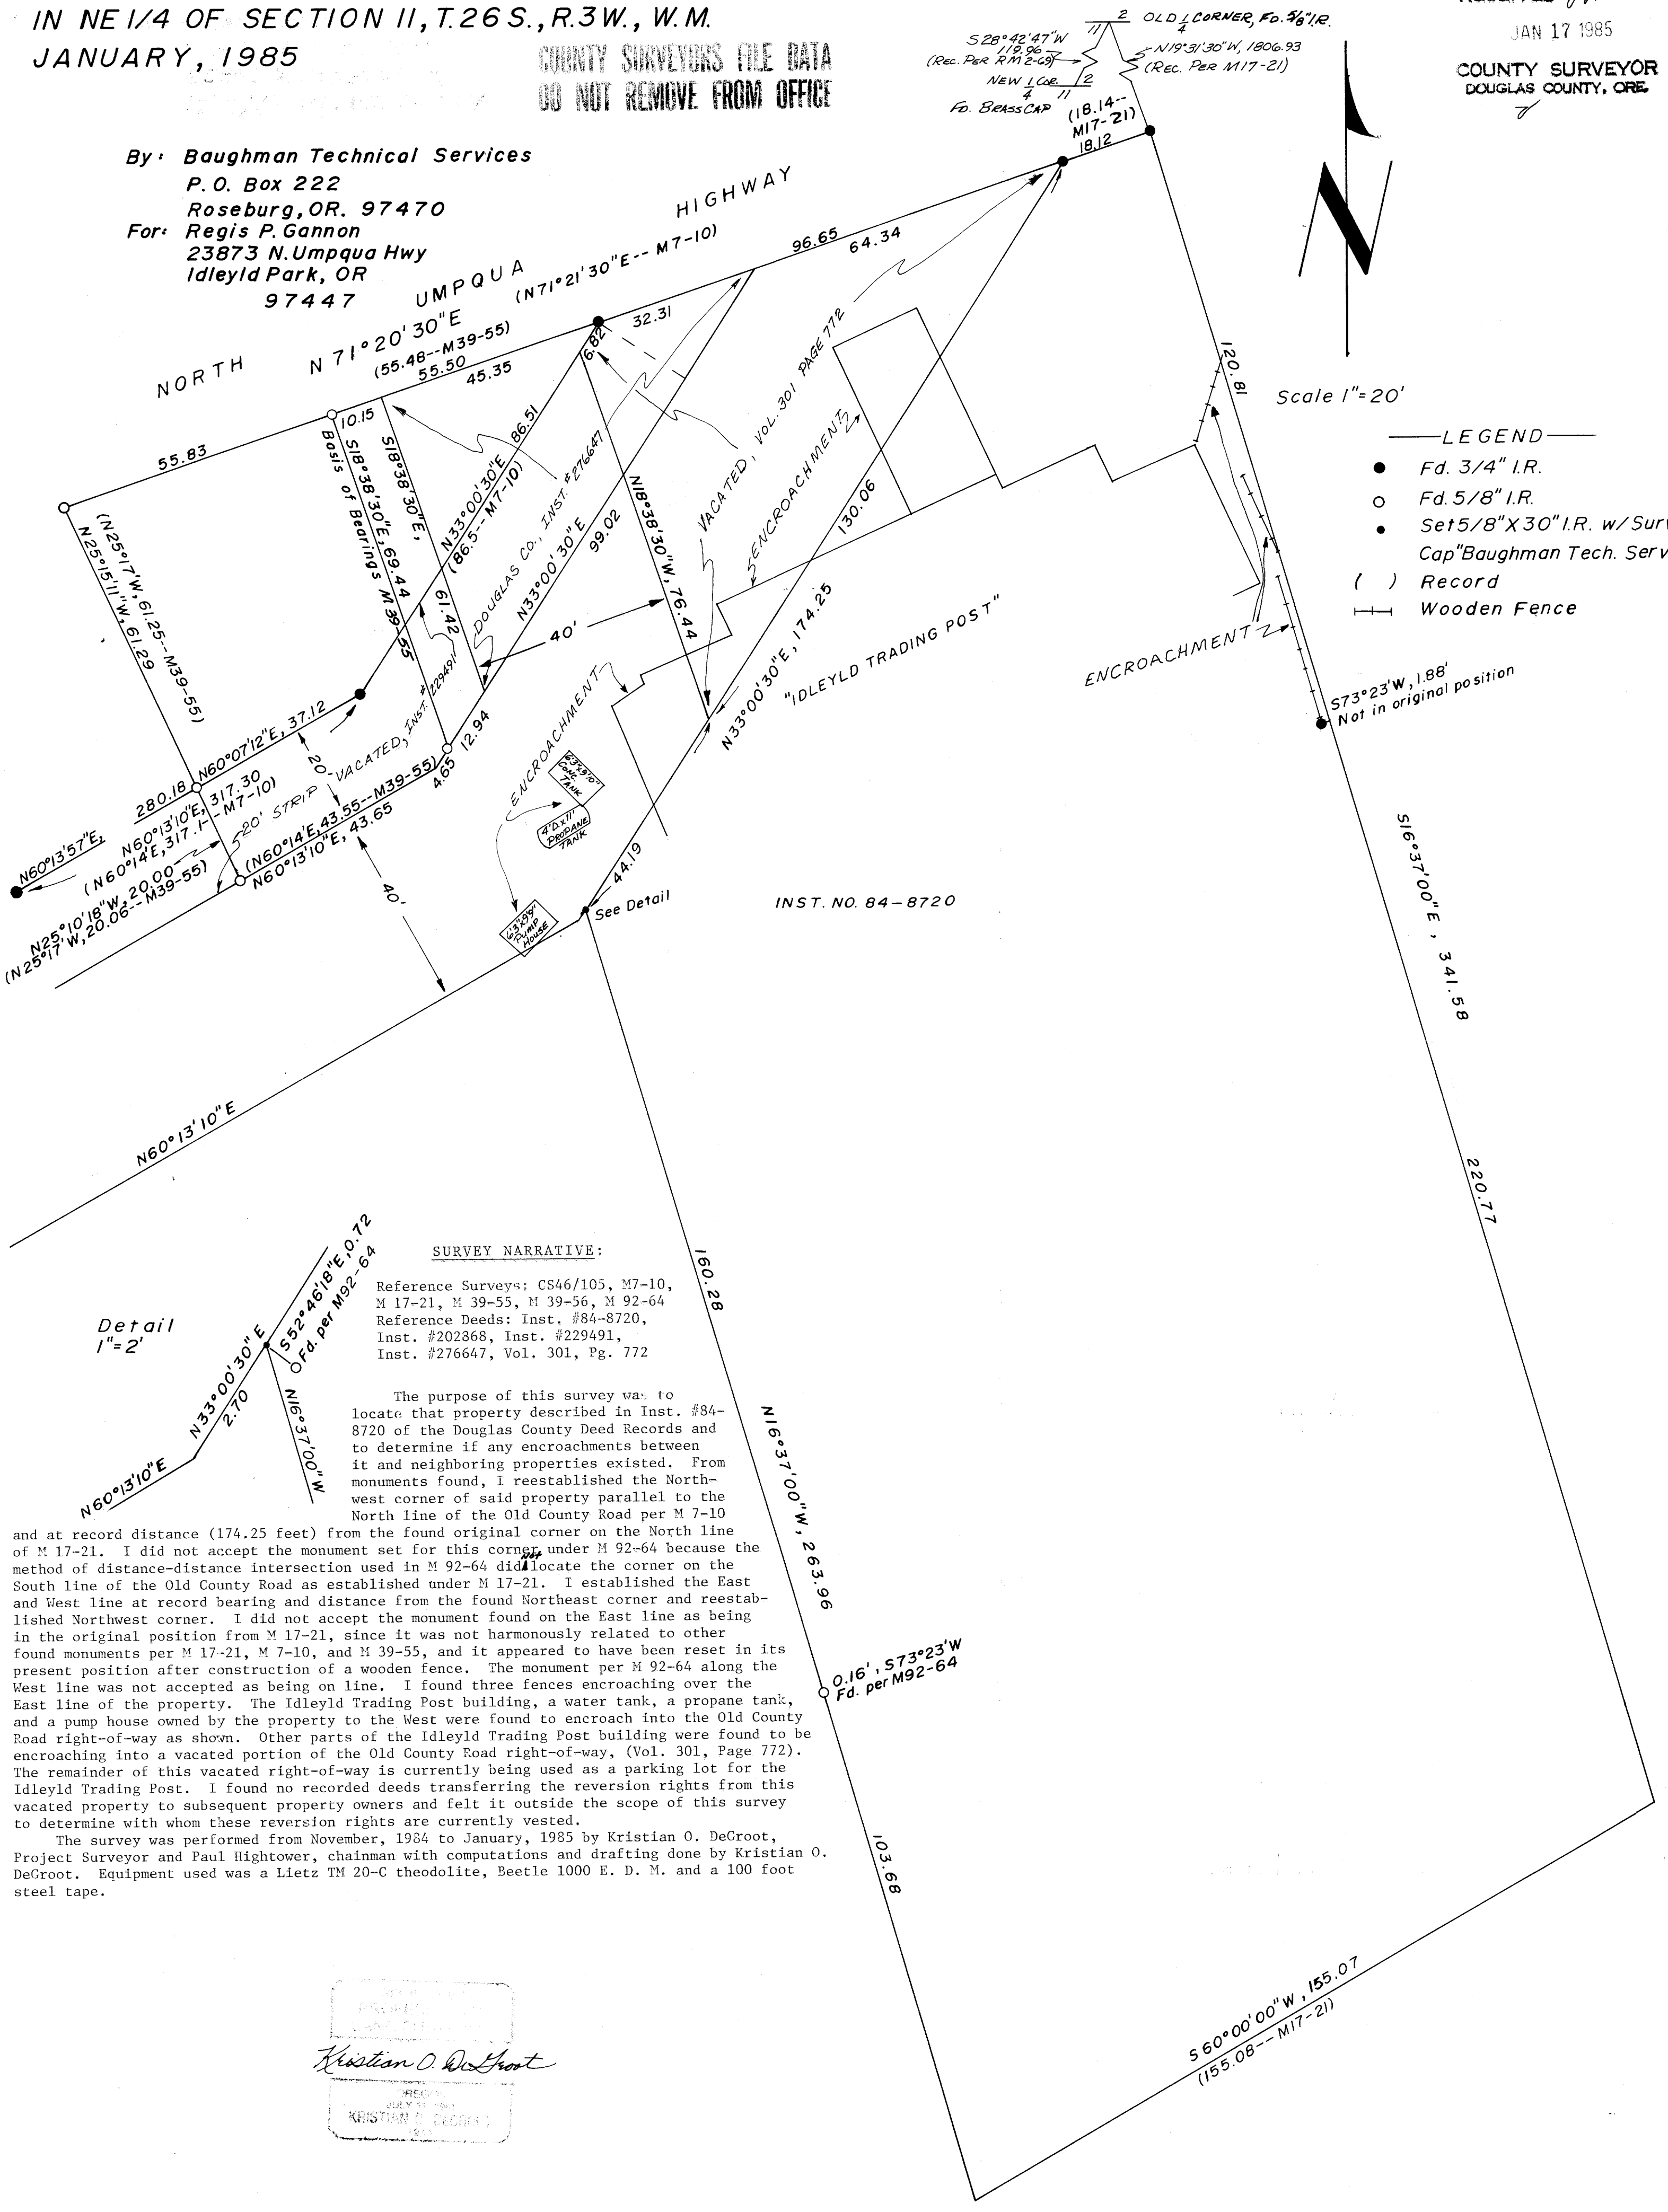 IN NE 1/4 OF SECTION 11, T.26 S., R.3W., W.M.
JANUARY, 1985
COUNTY SURVEYORS FILE DATA
DO NOT REMOVE FROM OFFICE
JAN 17 1985
COUNTY SURVEYOR
DOUGLAS COUNTY, ORE.
By: Baughman Technical Services
P.O. Box 222
Roseburg, OR. 97470
For: Regis P. Gannon
23873 N. Umpqua Hwy
Idleyld Park, OR
97447
2 OLD 1/4 CORNER, FD. 5/8" I.R.
11
S28°42'47"W
119.96
(REC. PER RM 2-69)
N19°31'30"W, 1806.93
(REC. PER M17-21)
NEW 1/4 COR. 2
11
FD. BRASS CAP
(18.14--
M17-21)
18.12
NORTH UMPQUA HIGHWAY
N 71°20'30"E
(N71°21'30"E-- M7-10)
(55.48--M39-55)
55.50
45.35
32.31
96.65
64.34
55.83
10.15
6.82
N
Scale 1"=20'
LEGEND
Fd. 3/4" I.R.
Fd. 5/8" I.R.
Set 5/8"X 30" I.R. w/ Surv
Cap "Baughman Tech. Serv
( ) Record
Wooden Fence
(N25°17'W, 61.25--M39-55)
N25°15'11"W, 61.29
S18°38'30"E, 69.44
Basis of Bearings M 39-55
S18°38'30"E,
61.42
N33°00'30"E 86.51
(86.5--M7-10)
DOUGLAS CO., INST. #276647
N33°00'30"E
99.02
N18°38'30"W, 76.44
VACATED, VOL. 301 PAGE 772
ENCROACHMENT
130.06
N33°00'30"E, 174.25
40'
"IDLEYLD TRADING POST"
120.81
ENCROACHMENT
S73°23'W, 1.88'
Not in original position
N60°07'12"E, 37.12
20'
20' STRIP VACATED, INST. #229491
12.94
4.65
280.18
N60°13'57"E,
N60°13'10"E, 317.30
(N60°14'E, 317.1--M7-10)
N25°10'18"W, 20.00
(N25°17'W, 20.06--M39-55)
(N60°14'E, 43.55--M39-55)
N60°13'10"E, 43.65
40'
ENCROACHMENT
6.3'x9.10'
CONC.
TANK
4'D.x11'
PROPANE
TANK
6.3'x9.9'
PUMP
HOUSE
44.19
See Detail
INST. NO. 84-8720
S16°37'00"E, 341.58
220.77
N60°13'10"E
160.28
N16°37'00"W, 263.96
0.16', S73°23'W
Fd. per M92-64
103.68
S 60°00'00"W, 155.07
(155.08-- M17-21)
Detail
1"=2'
S52°46'18"E, 0.72
Fd. per M92-64
N33°00'30"E
2.70
N16°37'00"W
N60°13'10"E
SURVEY NARRATIVE:
Reference Surveys; CS46/105, M7-10,
M 17-21, M 39-55, M 39-56, M 92-64
Reference Deeds: Inst. #84-8720,
Inst. #202868, Inst. #229491,
Inst. #276647, Vol. 301, Pg. 772
The purpose of this survey was to
locate that property described in Inst. #84-
8720 of the Douglas County Deed Records and
to determine if any encroachments between
it and neighboring properties existed. From
monuments found, I reestablished the North-
west corner of said property parallel to the
North line of the Old County Road per M 7-10
and at record distance (174.25 feet) from the found original corner on the North line
of M 17-21. I did not accept the monument set for this corner under M 92-64 because the
method of distance-distance intersection used in M 92-64 did not locate the corner on the
South line of the Old County Road as established under M 17-21. I established the East
and West line at record bearing and distance from the found Northeast corner and reestab-
lished Northwest corner. I did not accept the monument found on the East line as being
in the original position from M 17-21, since it was not harmonously related to other
found monuments per M 17-21, M 7-10, and M 39-55, and it appeared to have been reset in its
present position after construction of a wooden fence. The monument per M 92-64 along the
West line was not accepted as being on line. I found three fences encroaching over the
East line of the property. The Idleyld Trading Post building, a water tank, a propane tank,
and a pump house owned by the property to the West were found to encroach into the Old County
Road right-of-way as shown. Other parts of the Idleyld Trading Post building were found to be
encroaching into a vacated portion of the Old County Road right-of-way, (Vol. 301, Page 772).
The remainder of this vacated right-of-way is currently being used as a parking lot for the
Idleyld Trading Post. I found no recorded deeds transferring the reversion rights from this
vacated property to subsequent property owners and felt it outside the scope of this survey
to determine with whom these reversion rights are currently vested.
The survey was performed from November, 1984 to January, 1985 by Kristian O. DeGroot,
Project Surveyor and Paul Hightower, chainman with computations and drafting done by Kristian O.
DeGroot. Equipment used was a Lietz TM 20-C theodolite, Beetle 1000 E. D. M. and a 100 foot
steel tape.
Kristian O. DeGroot
OREGON
KRISTIAN O. DEGROOT